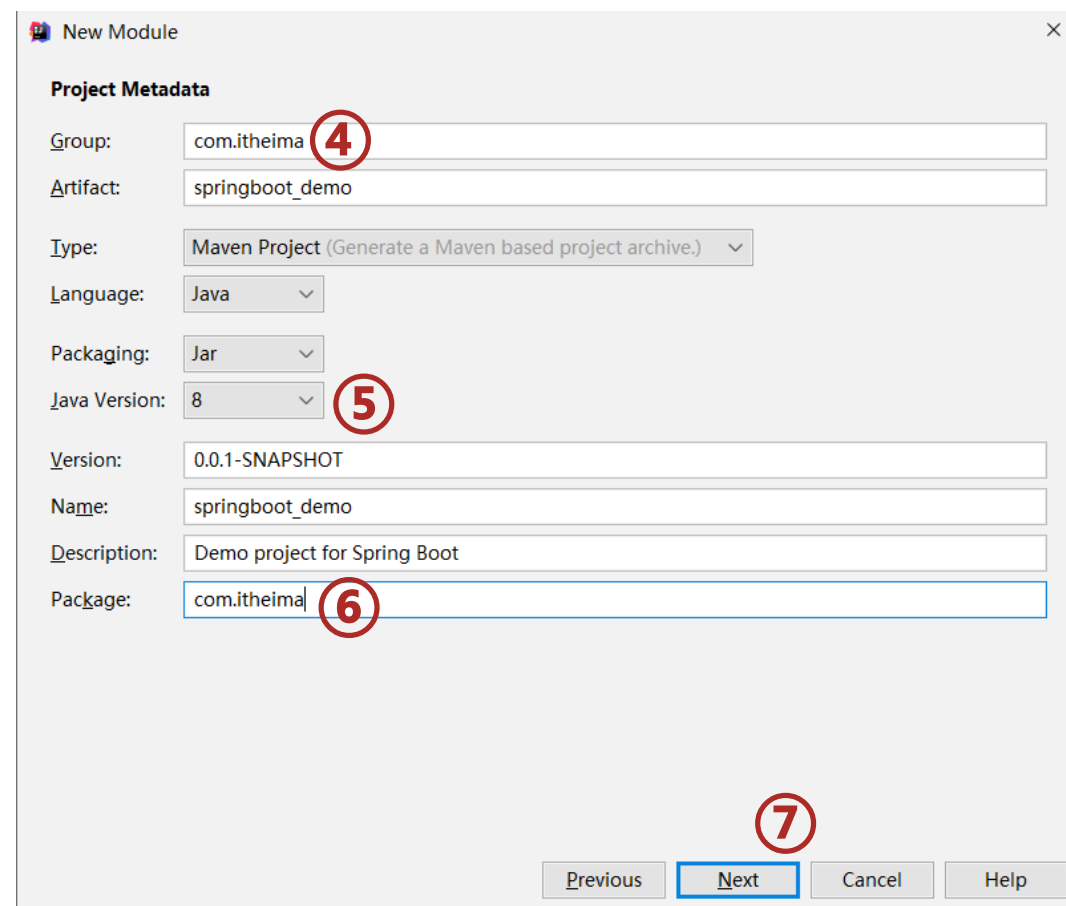 New Module
Project Metadata
Group: com.itheima ④
Artifact: springboot_demo
Type: Maven Project (Generate a Maven based project archive.)
Language: Java
Packaging: Jar
Java Version: 8 ⑤
Version: 0.0.1-SNAPSHOT
Name: springboot_demo
Description: Demo project for Spring Boot
Package: com.itheima ⑥
⑦
Previous Next Cancel Help